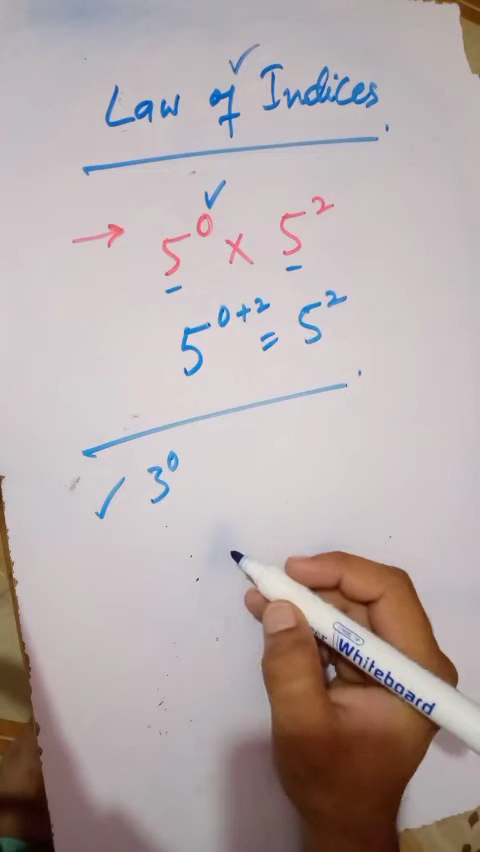 Law of Indices
→ 5⁰ × 5²
5⁰⁺² = 5²
✓ 3⁰
Whiteboard